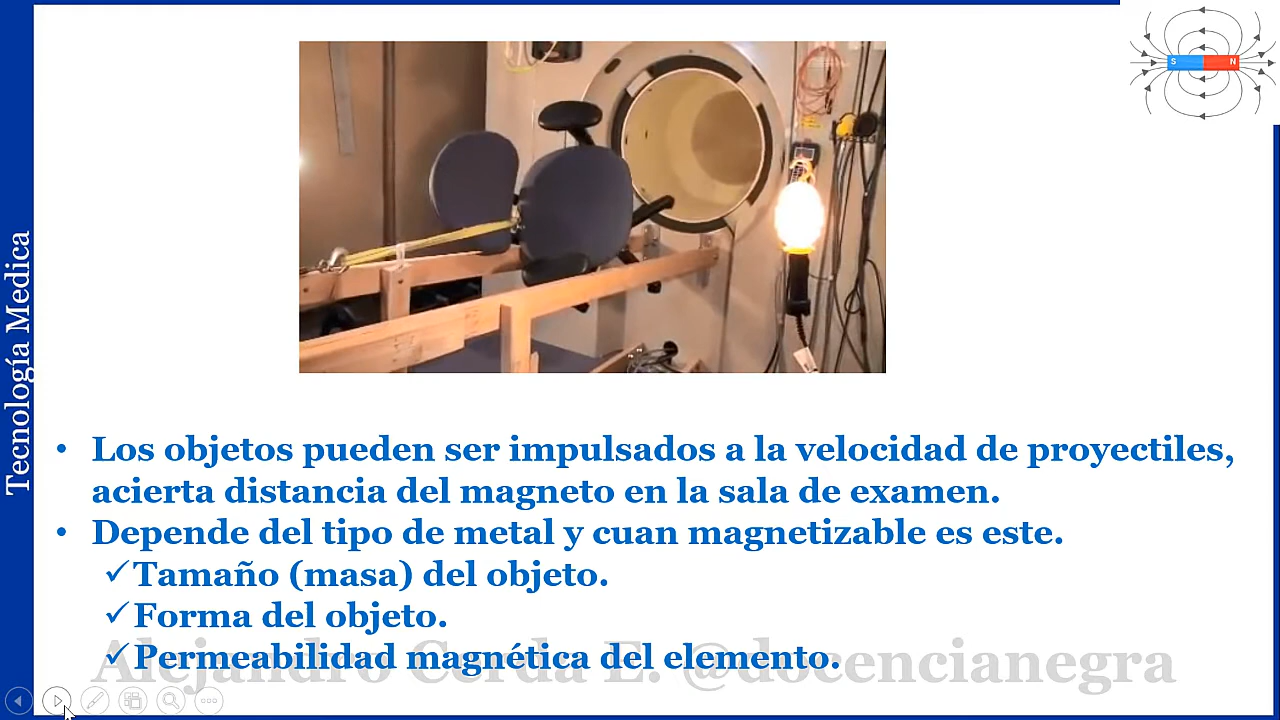 S N
Tecnología Medica
• Los objetos pueden ser impulsados a la velocidad de proyectiles,
acierta distancia del magneto en la sala de examen.
• Depende del tipo de metal y cuan magnetizable es este.
✓Tamaño (masa) del objeto.
✓Forma del objeto.
✓Permeabilidad magnética del elemento.
Alejandro Cerda E. @docencianegra